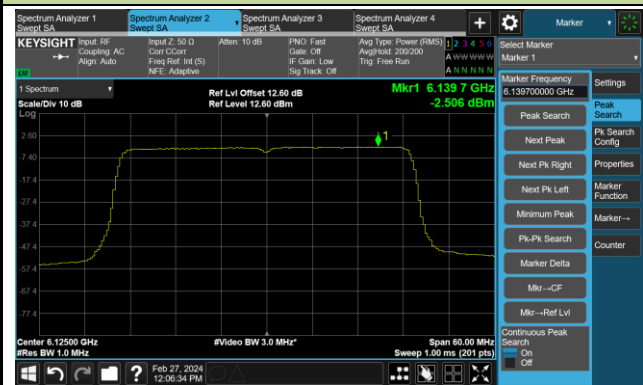 Spectrum Analyzer 1
Swept SA
Spectrum Analyzer 2
Swept SA
Spectrum Analyzer 3
Swept SA
Spectrum Analyzer 4
Swept SA
Marker
KEYSIGHT
Input: RF
Coupling: AC
Align: Auto
Input Z: 50 Ω
Corr CCorr
Freq Ref: Int (S)
NFE: Adaptive
Atten: 10 dB
PNO: Fast
Gate: Off
IF Gain: Low
Sig Track: Off
Avg Type: Power (RMS)
Avg|Hold: 200/200
Trig: Free Run
1 2 3 4 5 6
A W W W W W
A N N N N N
Select Marker
Marker 1
LXI
1 Spectrum
Scale/Div 10 dB
Log
Ref Lvl Offset 12.60 dB
Ref Level 12.60 dBm
Mkr1 6.139 7 GHz
-2.506 dBm
1
2.60
-7.40
-17.4
-27.4
-37.4
-47.4
-57.4
-67.4
-77.4
Center 6.12500 GHz
#Res BW 1.0 MHz
#Video BW 3.0 MHz*
Span 60.00 MHz
Sweep 1.00 ms (201 pts)
Marker Frequency
6.139700000 GHz
Peak Search
Next Peak
Next Pk Right
Next Pk Left
Minimum Peak
Pk-Pk Search
Marker Delta
Mkr→CF
Mkr→Ref Lvl
Continuous Peak
Search
On
Off
Settings
Peak
Search
Pk Search
Config
Properties
Marker
Function
Marker→
Counter
?
Feb 27, 2024
12:06:34 PM